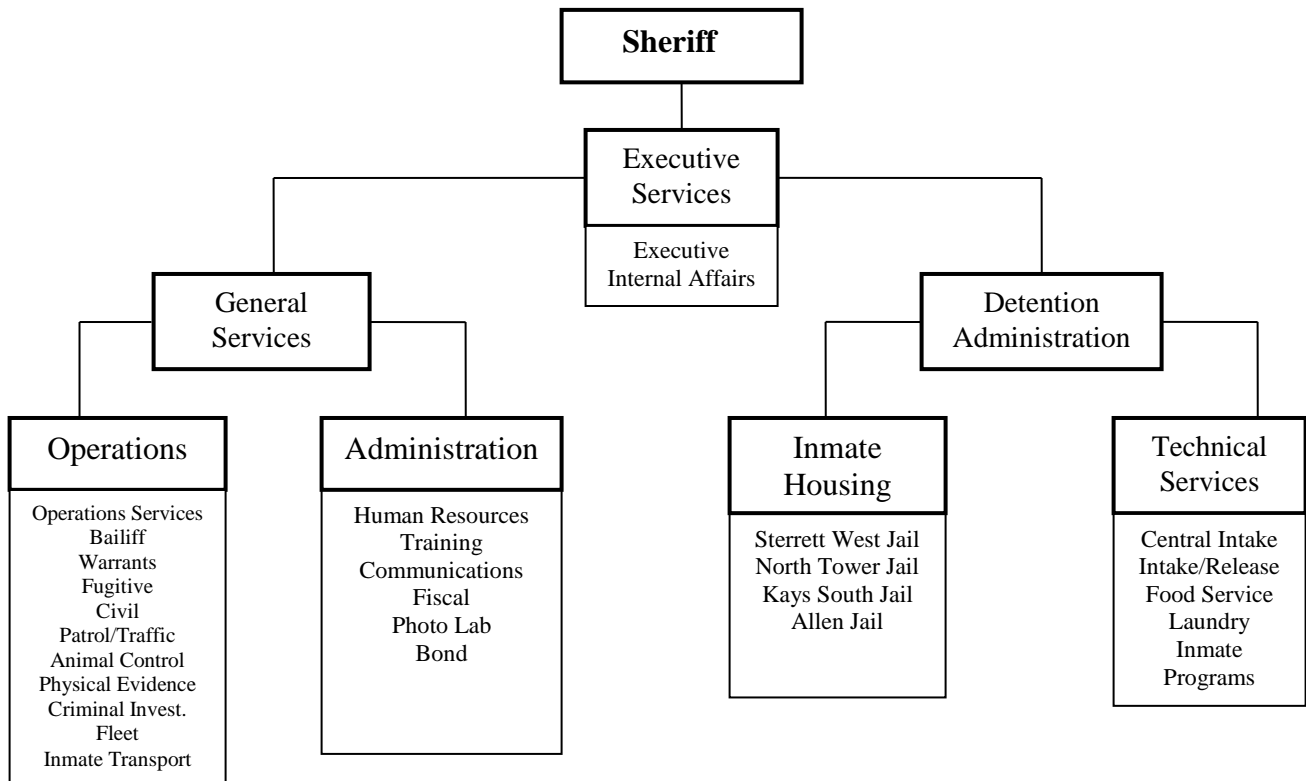 Sheriff
Executive
Services
Executive
Internal Affairs
General
Services
Detention
Administration
Operations
Operations Services
Bailiff
Warrants
Fugitive
Civil
Patrol/Traffic
Animal Control
Physical Evidence
Criminal Invest.
Fleet
Inmate Transport
Administration
Human Resources
Training
Communications
Fiscal
Photo Lab
Bond
Inmate
Housing
Sterrett West Jail
North Tower Jail
Kays South Jail
Allen Jail
Technical
Services
Central Intake
Intake/Release
Food Service
Laundry
Inmate
Programs